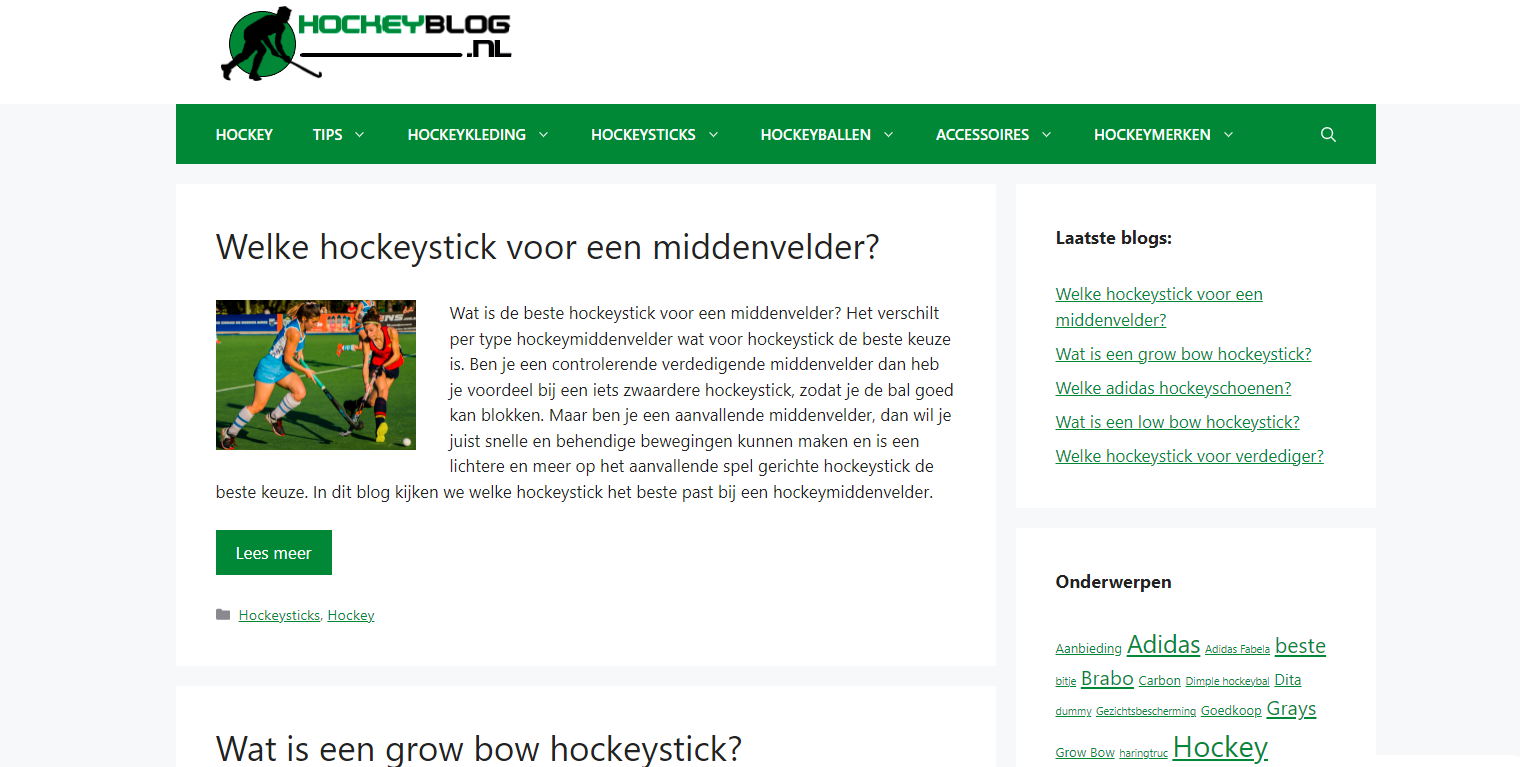 HOCKEYBLOG
.NL
HOCKEY TIPS HOCKEYKLEDING HOCKEYSTICKS HOCKEYBALLEN ACCESSOIRES HOCKEYMERKEN
Welke hockeystick voor een middenvelder?
Wat is de beste hockeystick voor een middenvelder? Het verschilt
per type hockeymiddenvelder wat voor hockeystick de beste keuze
is. Ben je een controlerende verdedigende middenvelder dan heb
je voordeel bij een iets zwaardere hockeystick, zodat je de bal goed
kan blokken. Maar ben je een aanvallende middenvelder, dan wil je
juist snelle en behendige bewegingen kunnen maken en is een
lichtere en meer op het aanvallende spel gerichte hockeystick de
beste keuze. In dit blog kijken we welke hockeystick het beste past bij een hockeymiddenvelder.
Lees meer
Hockeysticks, Hockey
Wat is een grow bow hockeystick?
Laatste blogs:
Welke hockeystick voor een
middenvelder?
Wat is een grow bow hockeystick?
Welke adidas hockeyschoenen?
Wat is een low bow hockeystick?
Welke hockeystick voor verdediger?
Onderwerpen
Aanbieding Adidas Adidas Fabela beste
bitje Brabo Carbon Dimple hockeybal Dita
dummy Gezichtsbescherming Goedkoop Grays
Grow Bow haringtruc Hockey